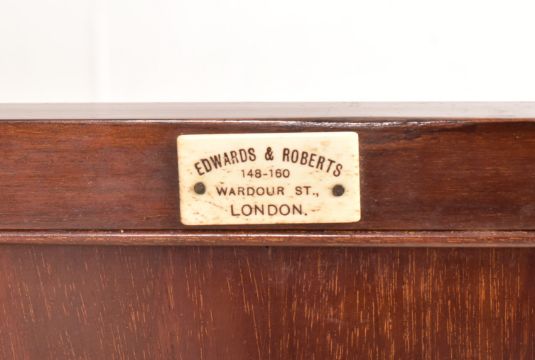 EDWARDS & ROBERTS
148-160
WARDOUR ST.,
LONDON.